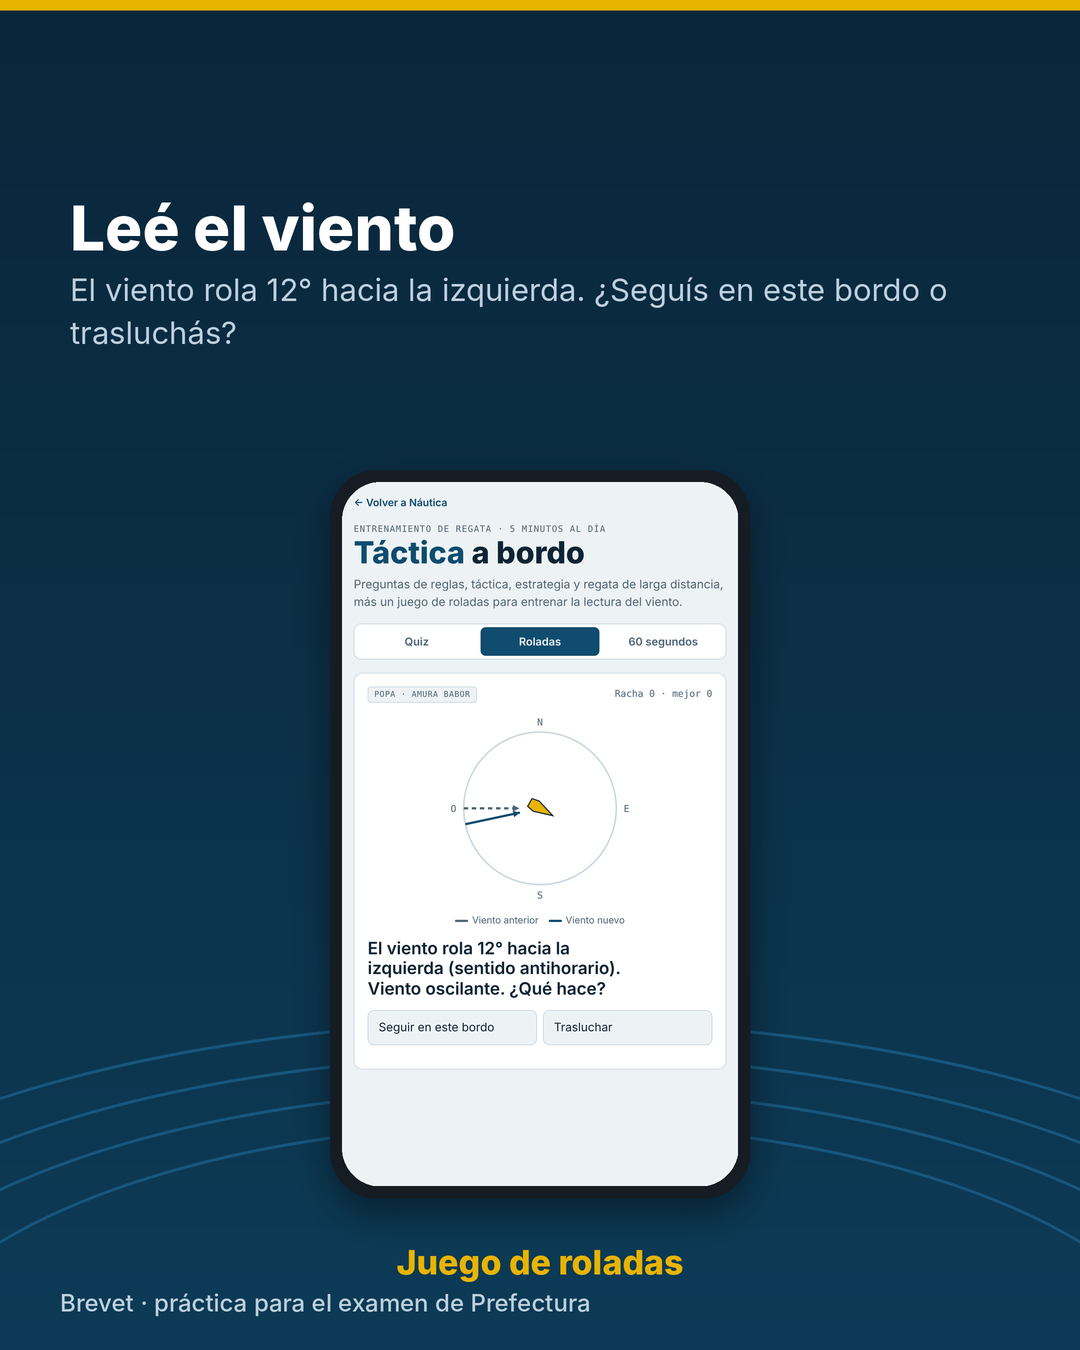 Leé el viento
El viento rola 12° hacia la izquierda. ¿Seguís en este bordo o
trasluchás?
← Volver a Náutica
ENTRENAMIENTO DE REGATA · 5 MINUTOS AL DÍA
Táctica a bordo
Preguntas de reglas, táctica, estrategia y regata de larga distancia,
más un juego de roladas para entrenar la lectura del viento.
Quiz Roladas 60 segundos
POPA · AMURA BABOR Racha 0 · mejor 0
N
O E
S
Viento anterior Viento nuevo
El viento rola 12° hacia la
izquierda (sentido antihorario).
Viento oscilante. ¿Qué hace?
Seguir en este bordo Trasluchar
Juego de roladas
Brevet · práctica para el examen de Prefectura